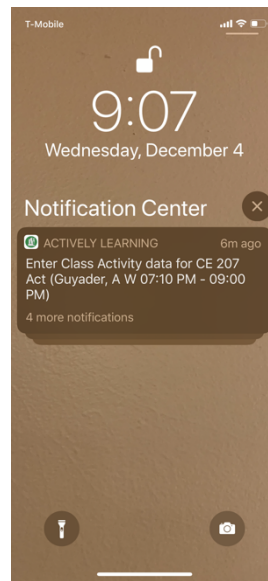 T-Mobile
9:07
Wednesday, December 4
Notification Center
ACTIVELY LEARNING 6m ago
Enter Class Activity data for CE 207
Act (Guyader, A W 07:10 PM - 09:00
PM)
4 more notifications